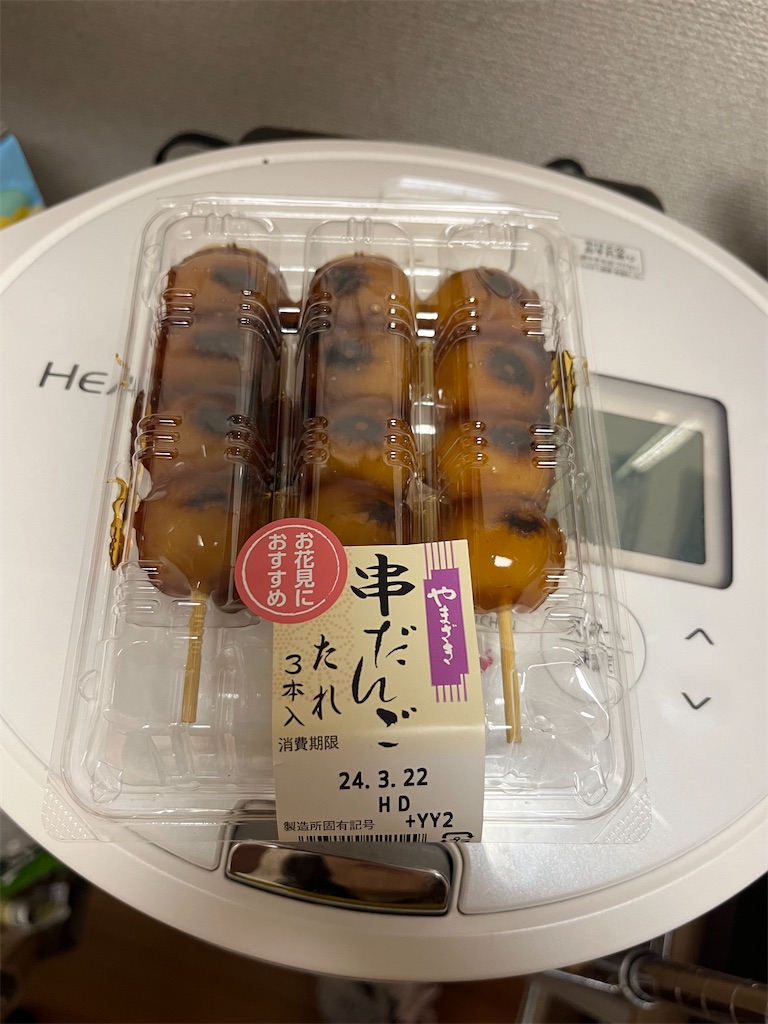 HEA
お花見に
おすすめ
やまざき
串だんご
たれ
3本入
消費期限
24.3.22
HD
製造所固有記号 +YY2